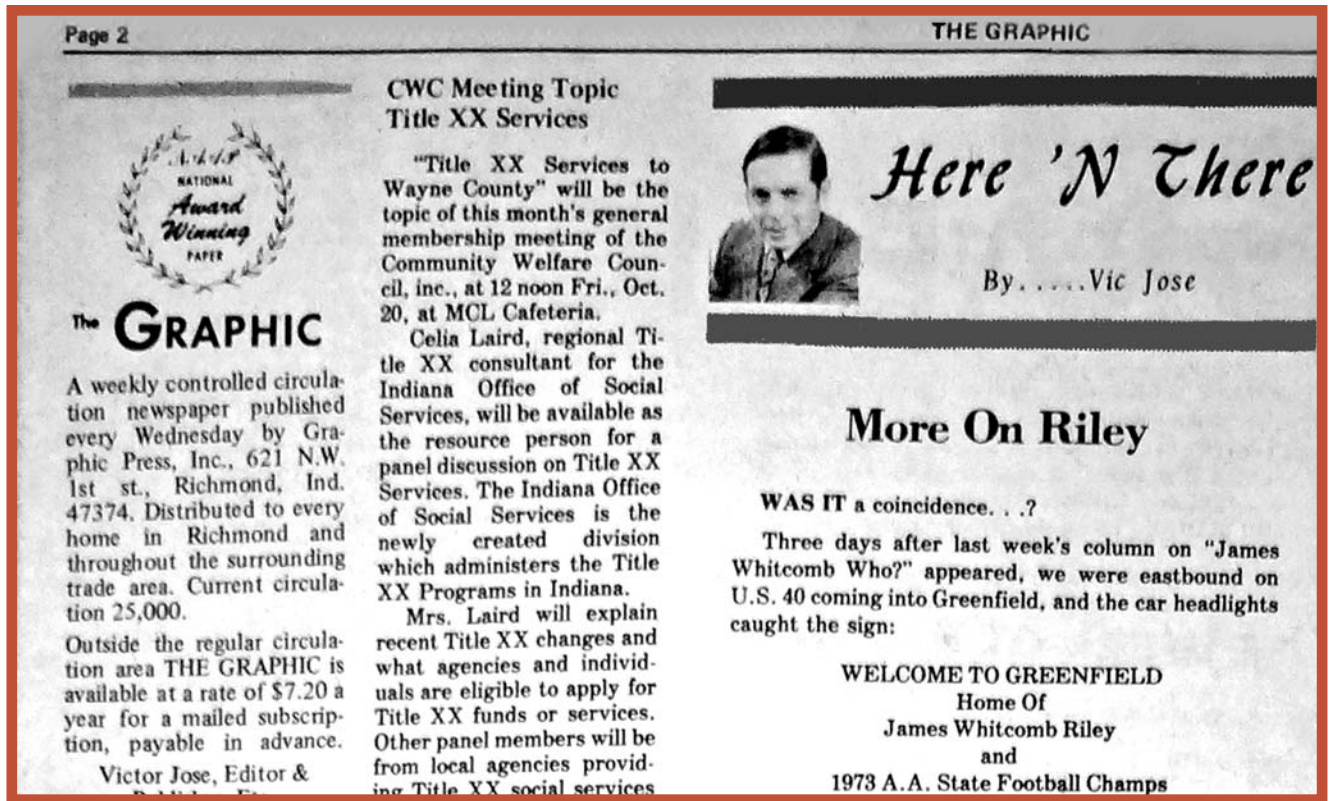 Page 2
THE GRAPHIC
NATIONAL
Award
Winning
PAPER
The GRAPHIC
A weekly controlled circula-
tion newspaper published
every Wednesday by Gra-
phic Press, Inc., 621 N.W.
1st st., Richmond, Ind.
47374. Distributed to every
home in Richmond and
throughout the surrounding
trade area. Current circula-
tion 25,000.
Outside the regular circula-
tion area THE GRAPHIC is
available at a rate of $7.20 a
year for a mailed subscrip-
tion, payable in advance.
Victor Jose, Editor &
CWC Meeting Topic
Title XX Services
"Title XX Services to
Wayne County" will be the
topic of this month's general
membership meeting of the
Community Welfare Coun-
cil, inc., at 12 noon Fri., Oct.
20, at MCL Cafeteria.
Celia Laird, regional Ti-
tle XX consultant for the
Indiana Office of Social
Services, will be available as
the resource person for a
panel discussion on Title XX
Services. The Indiana Office
of Social Services is the
newly created division
which administers the Title
XX Programs in Indiana.
Mrs. Laird will explain
recent Title XX changes and
what agencies and individ-
uals are eligible to apply for
Title XX funds or services.
Other panel members will be
from local agencies provid-
ing Title XX social services
Here 'N There
By.....Vic Jose
More On Riley
WAS IT a coincidence. . .?
Three days after last week's column on "James
Whitcomb Who?" appeared, we were eastbound on
U.S. 40 coming into Greenfield, and the car headlights
caught the sign:
WELCOME TO GREENFIELD
Home Of
James Whitcomb Riley
and
1973 A.A. State Football Champs